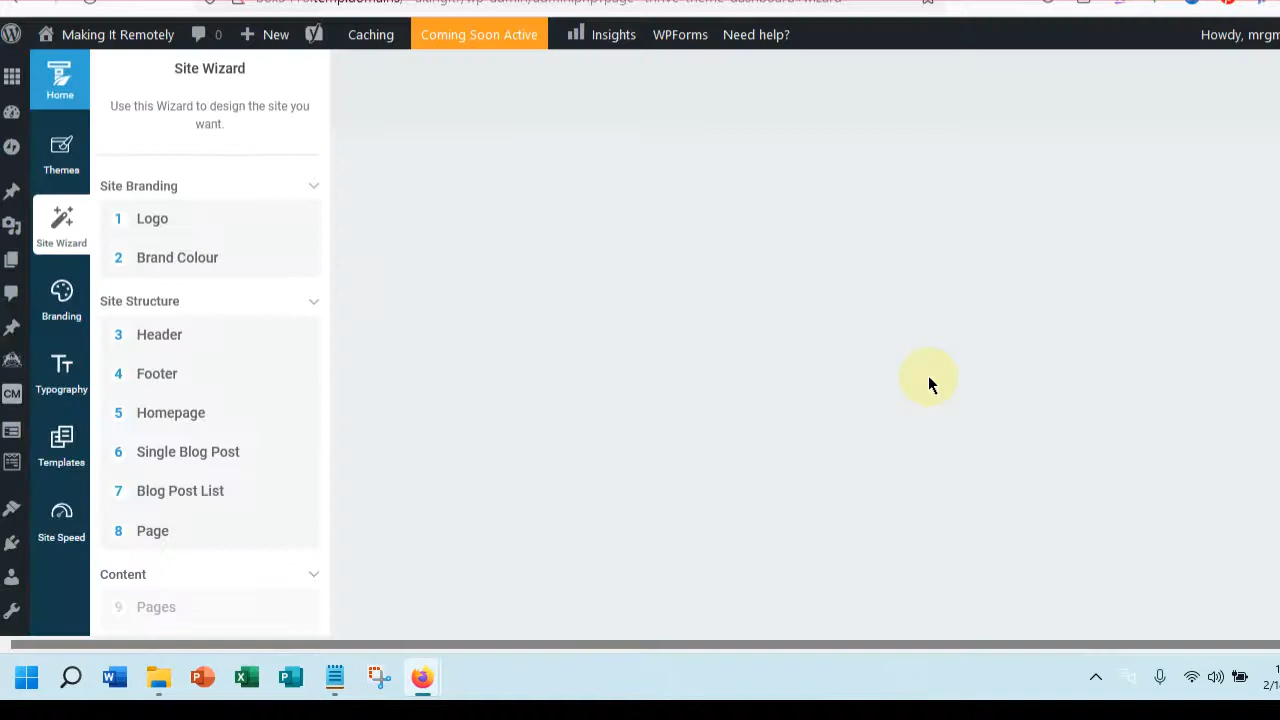 Making It Remotely
0
New
Caching
Coming Soon Active
Insights
WPForms
Need help?
Howdy, mrgm
Home
Themes
Site Wizard
Branding
Typography
Templates
Site Speed
CM
Site Wizard
Use this Wizard to design the site you
want.
Site Branding
1 Logo
2 Brand Colour
Site Structure
3 Header
4 Footer
5 Homepage
6 Single Blog Post
7 Blog Post List
8 Page
Content
9 Pages